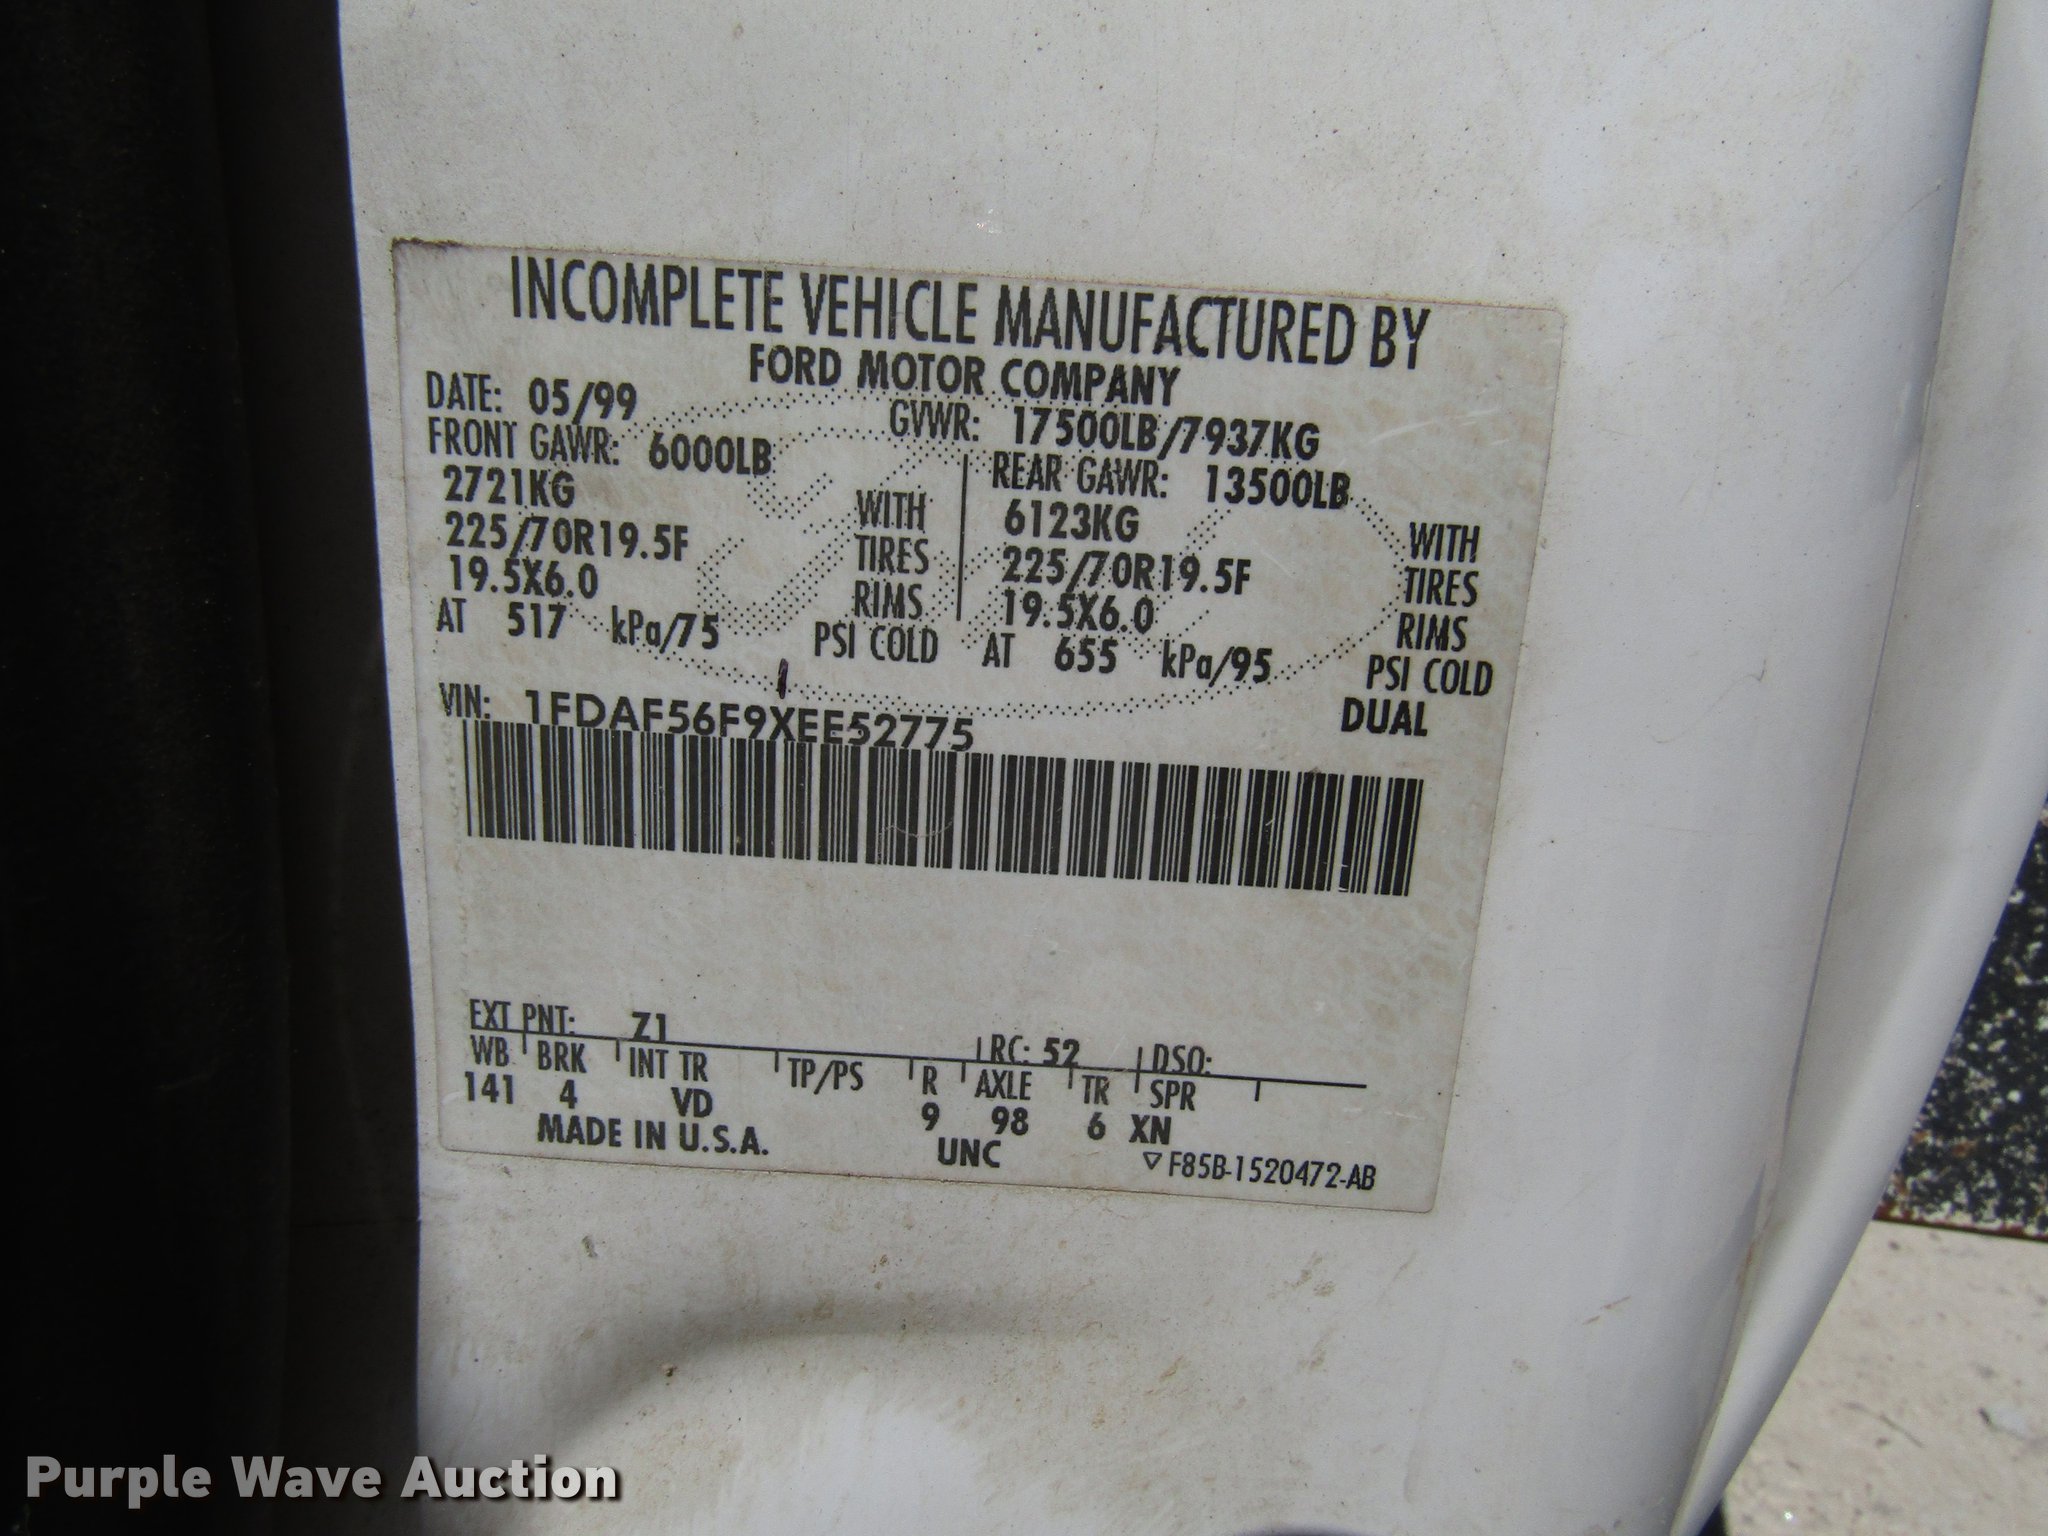 INCOMPLETE VEHICLE MANUFACTURED BY
FORD MOTOR COMPANY
DATE: 05/99 GVWR: 17500LB/7937KG
FRONT GAWR: 6000LB REAR GAWR: 13500LB
2721KG WITH 6123KG WITH
225/70R19.5F TIRES 225/70R19.5F TIRES
19.5X6.0 RIMS 19.5X6.0 RIMS
AT 517 kPa/75 PSI COLD AT 655 kPa/95 PSI COLD
DUAL
VIN: 1FDAF56F9XEE52775
EXT PNT: Z1 RC: 52 DSO:
WB BRK INT TR TP/PS R AXLE TR SPR
141 4 VD 9 98 6 XN
MADE IN U.S.A. UNC ▽F85B-1520472-AB
Purple Wave Auction